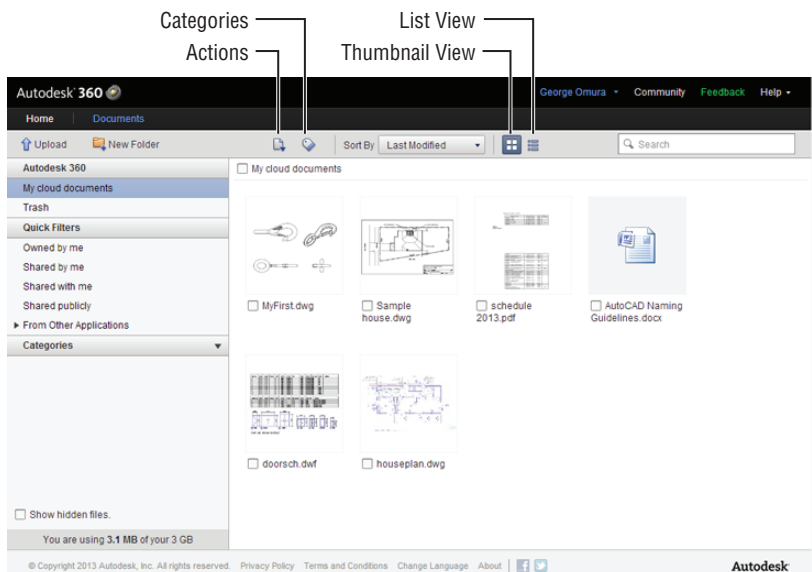 Categories
List View
Actions
Thumbnail View
Autodesk® 360
George Omura
Community
Feedback
Help
Home
Documents
Upload
New Folder
Sort By
Last Modified
Search
Autodesk 360
My cloud documents
My cloud documents
Trash
Quick Filters
Owned by me
Shared by me
Shared with me
Shared publicly
From Other Applications
Categories
MyFirst.dwg
Sample
house.dwg
schedule
2013.pdf
AutoCAD Naming
Guidelines.docx
doorsch.dwf
houseplan.dwg
Show hidden files.
You are using 3.1 MB of your 3 GB
© Copyright 2013 Autodesk, Inc. All rights reserved.
Privacy Policy
Terms and Conditions
Change Language
About
Autodesk